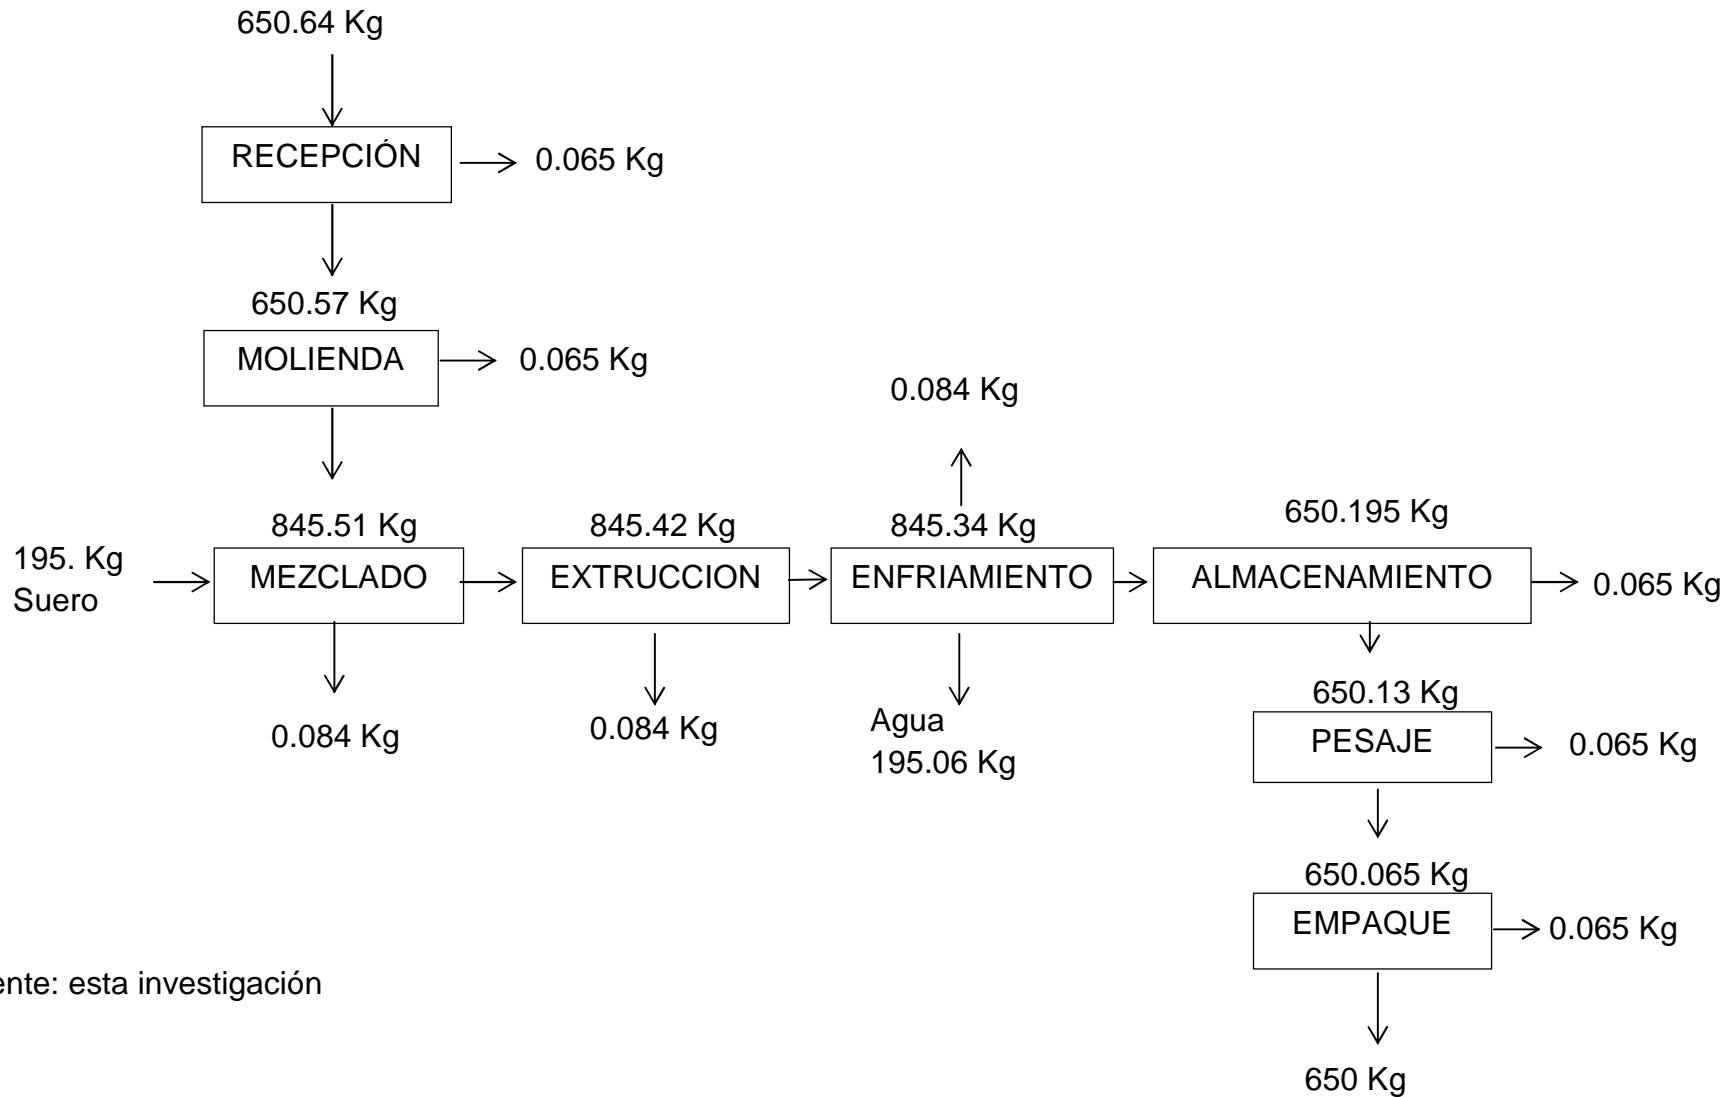 650.64 Kg
RECEPCIÓN
0.065 Kg
650.57 Kg
MOLIENDA
0.065 Kg
195. Kg
Suero
845.51 Kg
MEZCLADO
0.084 Kg
845.42 Kg
EXTRUCCION
0.084 Kg
0.084 Kg
845.34 Kg
ENFRIAMIENTO
Agua
195.06 Kg
650.195 Kg
ALMACENAMIENTO
0.065 Kg
650.13 Kg
PESAJE
0.065 Kg
650.065 Kg
EMPAQUE
0.065 Kg
650 Kg
ente: esta investigación